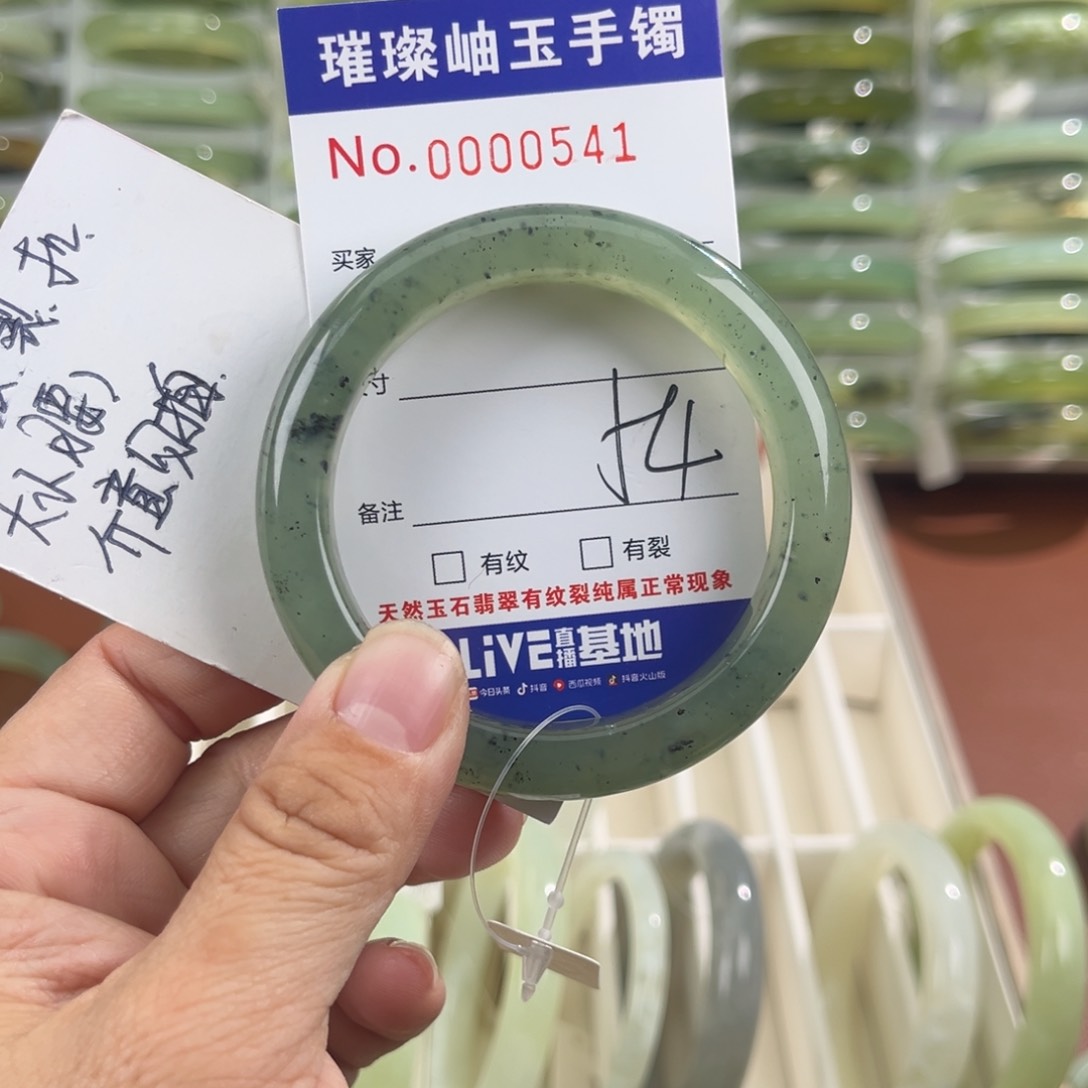 璀璨岫玉手镯
No.0000541
买家
寸
54
备注
□ 有纹 □ 有裂
天然玉石翡翠有纹裂纯属正常现象
LiVE直播基地
今日头条 抖音 西瓜视频 抖音火山版